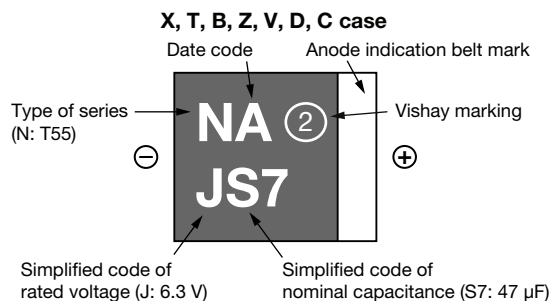 X, T, B, Z, V, D, C case
Date code
Anode indication belt mark
Type of series
(N: T55)
NA 2
Vishay marking
⊖
⊕
JS7
Simplified code of
rated voltage (J: 6.3 V)
Simplified code of
nominal capacitance (S7: 47 μF)